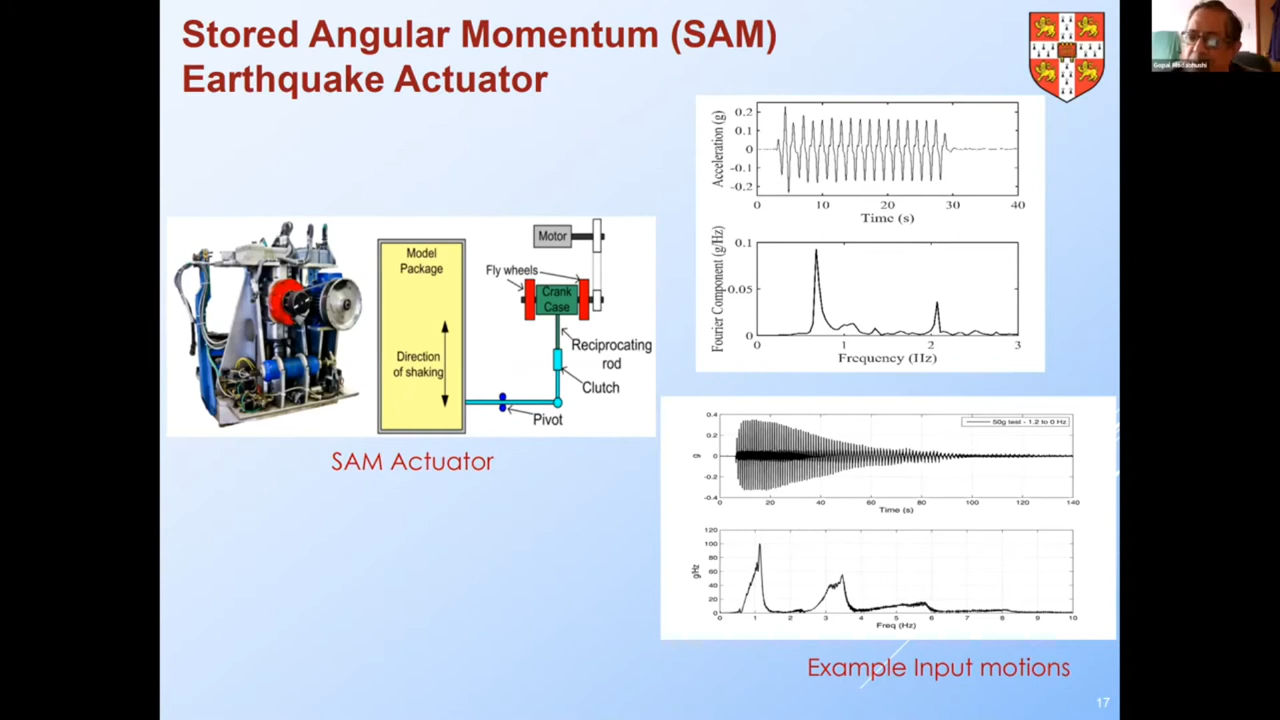 Stored Angular Momentum (SAM)
Earthquake Actuator
Gopal Madabhushi
Model
Package
Direction
of shaking
Motor
Fly wheels
Crank
Case
Reciprocating
rod
Clutch
Pivot
SAM Actuator
Acceleration (g)
0.2
0.1
0
-0.1
-0.2
0 10 20 30 40
Time (s)
Fourier Component (g/Hz)
0.1
0.05
0
0 1 2 3
Frequency (Hz)
g
0.4
0.2
0
-0.2
-0.4
50g test - 1.2 to 0 Hz
0 20 40 60 80 100 120 140
Time (s)
gHz
120
100
80
60
40
20
0
0 1 2 3 4 5 6 7 8 9 10
Freq (Hz)
Example Input motions
17